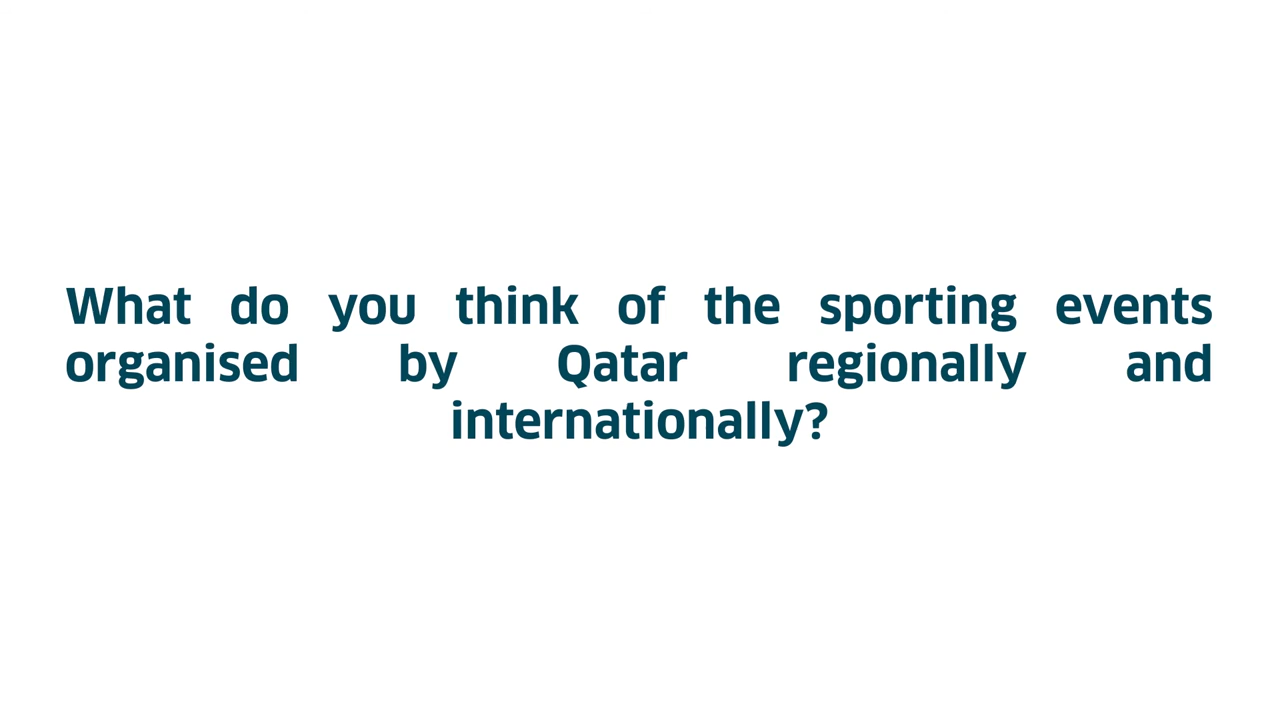 What do you think of the sporting events
organised by Qatar regionally and
internationally?